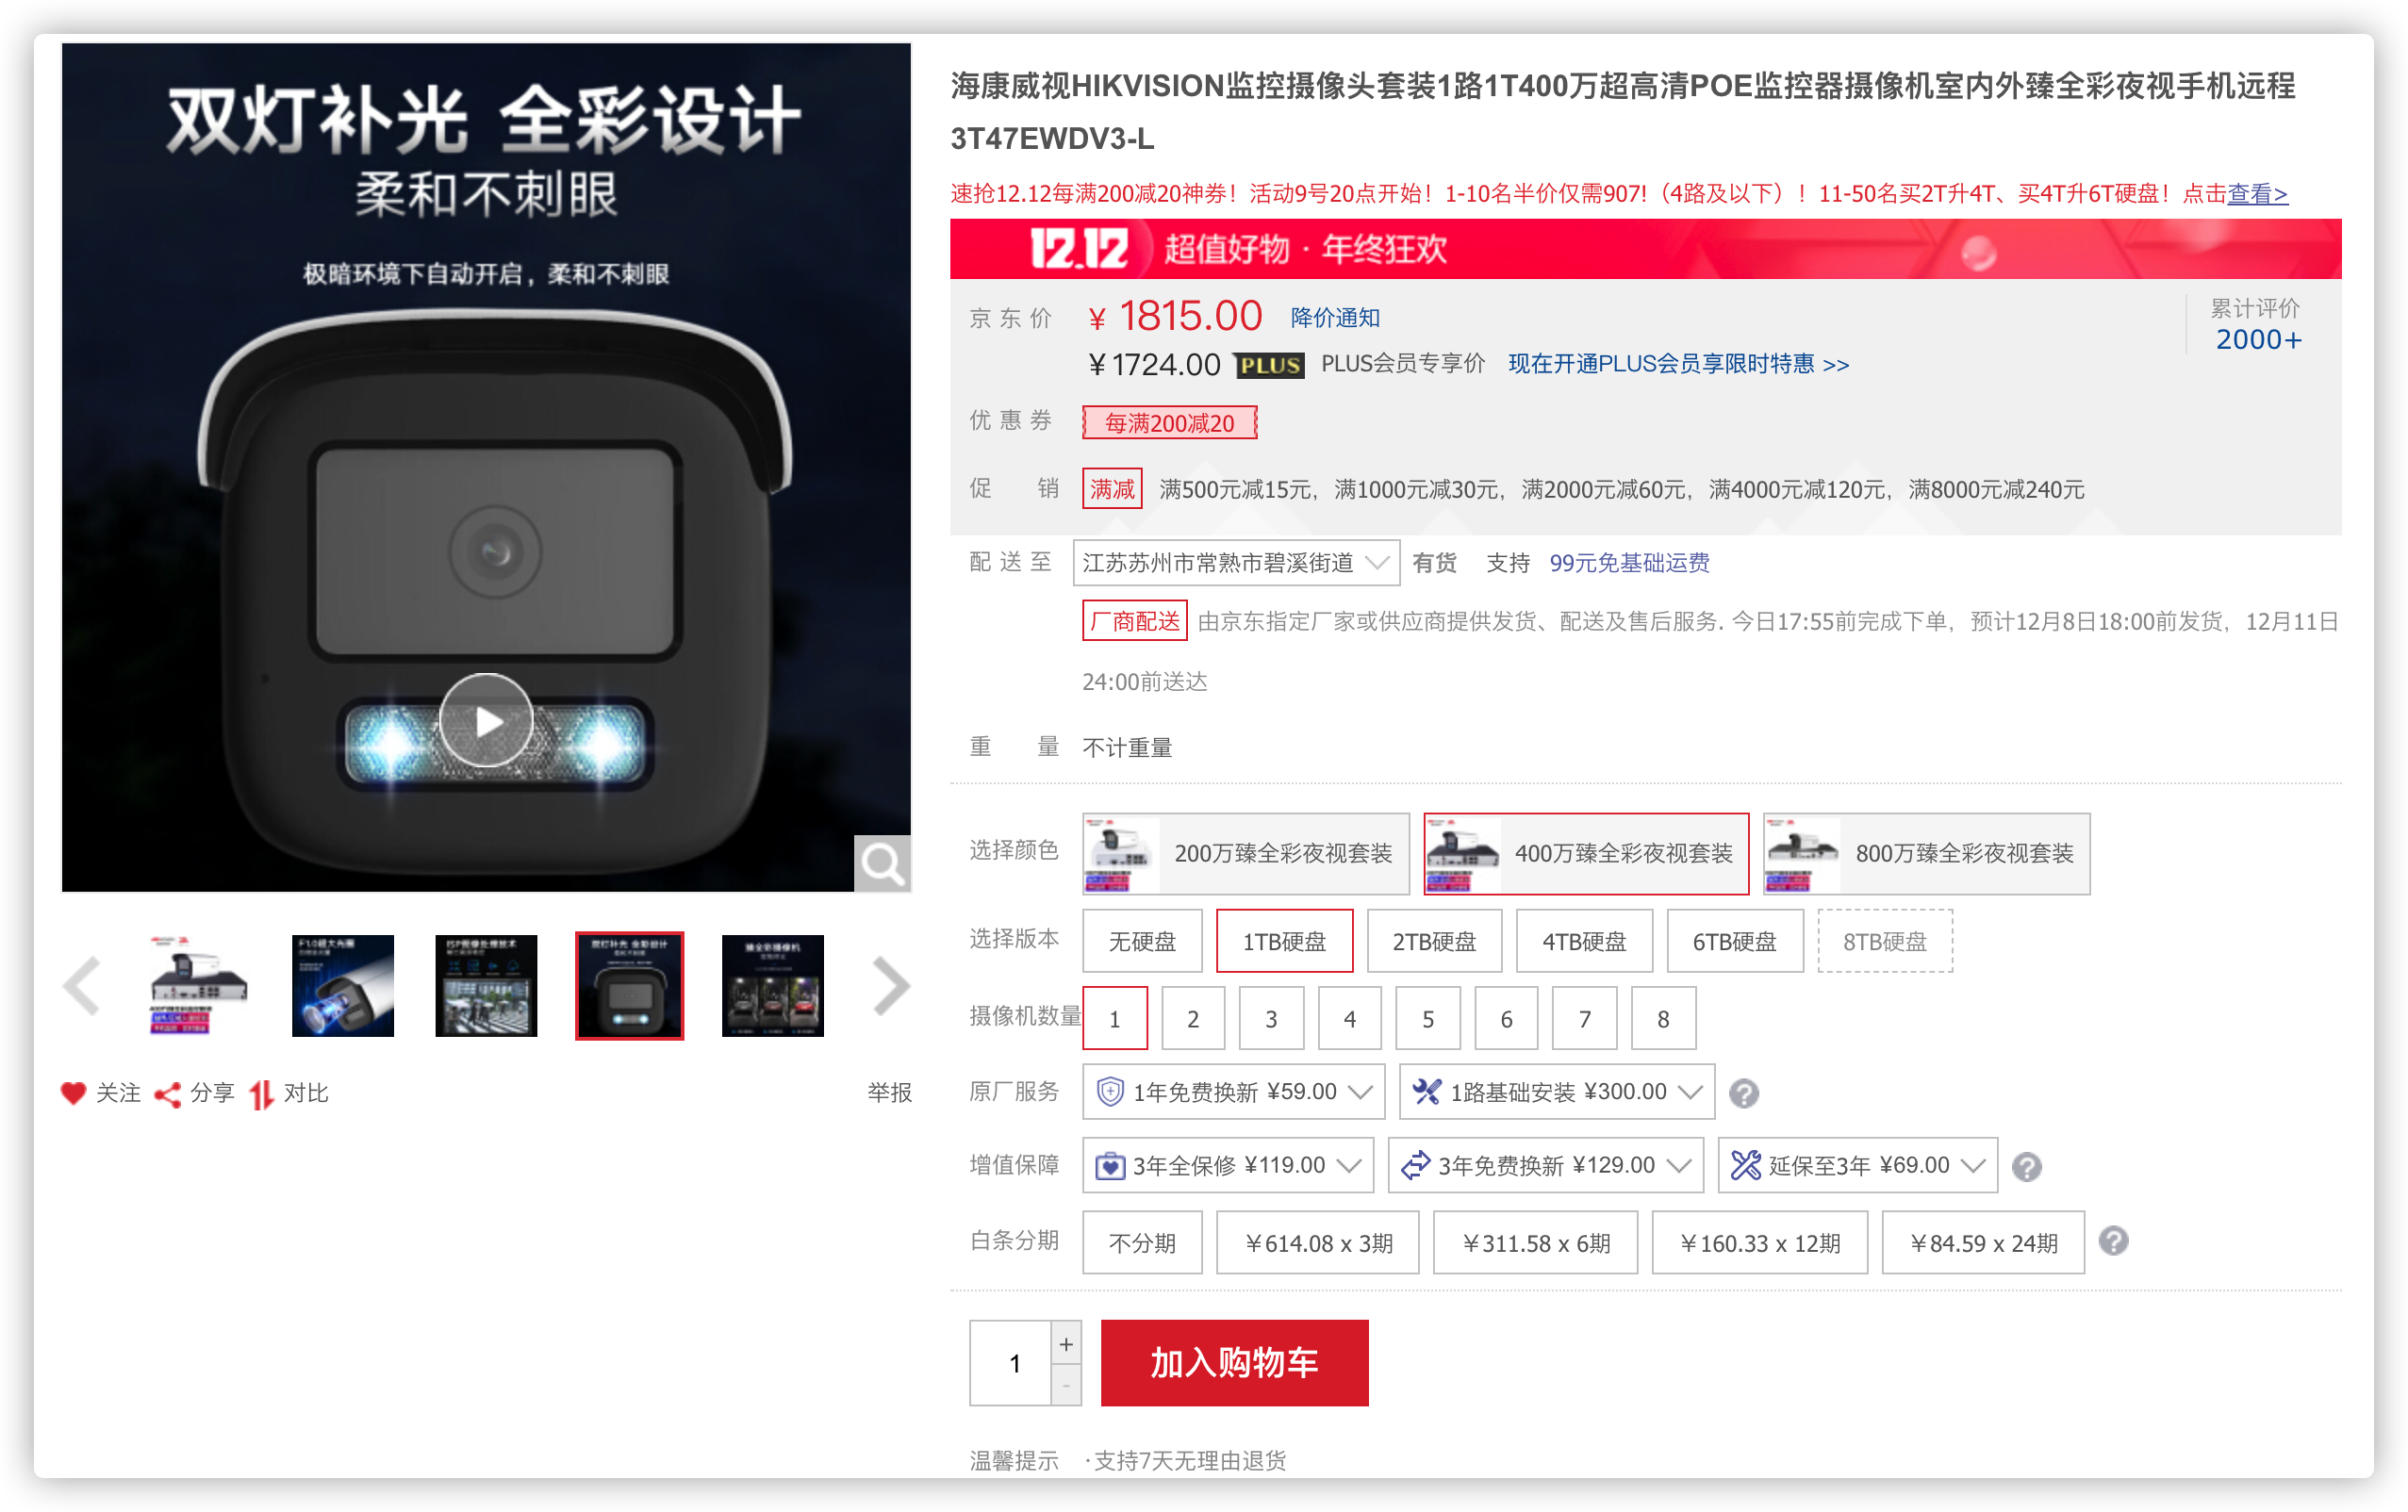 双灯补光 全彩设计
柔和不刺眼
极暗环境下自动开启，柔和不刺眼
关注 分享 对比 举报
海康威视HIKVISION监控摄像头套装1路1T400万超高清POE监控器摄像机室内外臻全彩夜视手机远程
3T47EWDV3-L
速抢12.12每满200减20神券！活动9号20点开始！1-10名半价仅需907!（4路及以下）！11-50名买2T升4T、买4T升6T硬盘！点击查看>
12.12 超值好物 · 年终狂欢
京东价 ￥1815.00 降价通知
累计评价
2000+
￥1724.00 PLUS PLUS会员专享价 现在开通PLUS会员享限时特惠 >>
优惠券 每满200减20
促销 满减 满500元减15元，满1000元减30元，满2000元减60元，满4000元减120元，满8000元减240元
配送至 江苏苏州市常熟市碧溪街道 有货 支持 99元免基础运费
厂商配送 由京东指定厂家或供应商提供发货、配送及售后服务. 今日17:55前完成下单，预计12月8日18:00前发货，12月11日
24:00前送达
重量 不计重量
选择颜色 200万臻全彩夜视套装 400万臻全彩夜视套装 800万臻全彩夜视套装
选择版本 无硬盘 1TB硬盘 2TB硬盘 4TB硬盘 6TB硬盘 8TB硬盘
摄像机数量 1 2 3 4 5 6 7 8
原厂服务 1年免费换新 ¥59.00 1路基础安装 ¥300.00 ?
增值保障 3年全保修 ¥119.00 3年免费换新 ¥129.00 延保至3年 ¥69.00 ?
白条分期 不分期 ￥614.08 x 3期 ￥311.58 x 6期 ￥160.33 x 12期 ￥84.59 x 24期 ?
1 + - 加入购物车
温馨提示 ·支持7天无理由退货